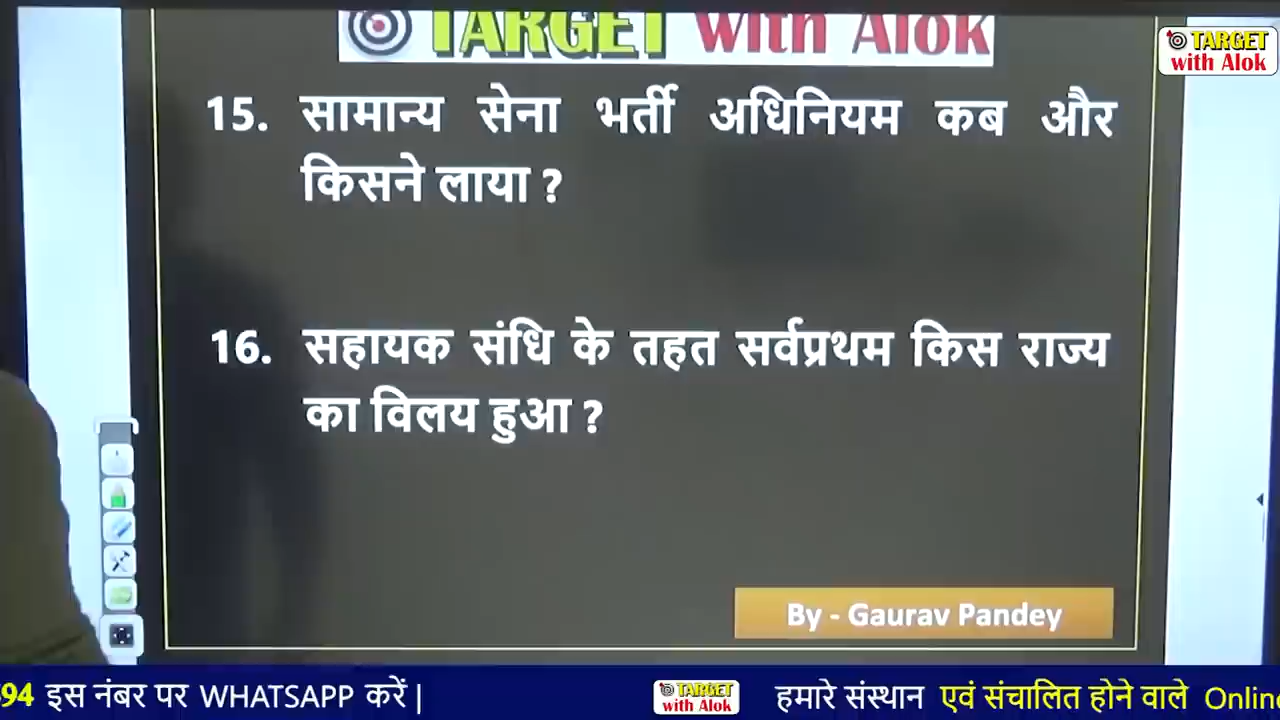 TARGET with Alok
TARGET
with Alok
15. सामान्य सेना भर्ती अधिनियम कब और
किसने लाया ?
16. सहायक संधि के तहत सर्वप्रथम किस राज्य
का विलय हुआ ?
By - Gaurav Pandey
94 इस नंबर पर WHATSAPP करें |
TARGET
with Alok
हमारे संस्थान एवं संचालित होने वाले Online